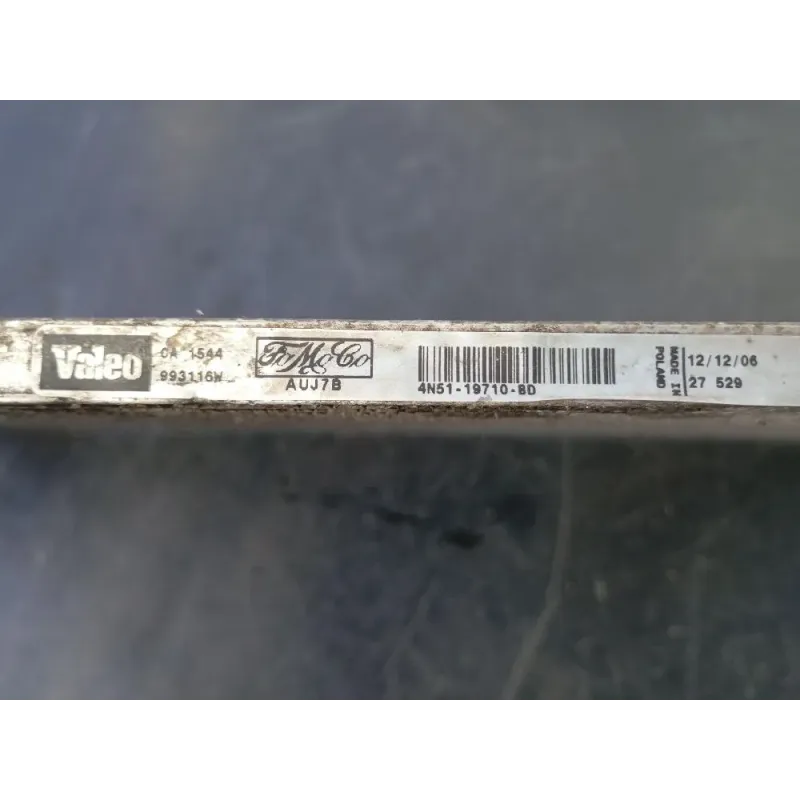 Valeo
CA 1544
993116W
FoMoCo
AUJ7B
4N51-19710-BD
MADE IN
POLAND
12/12/06
27 529